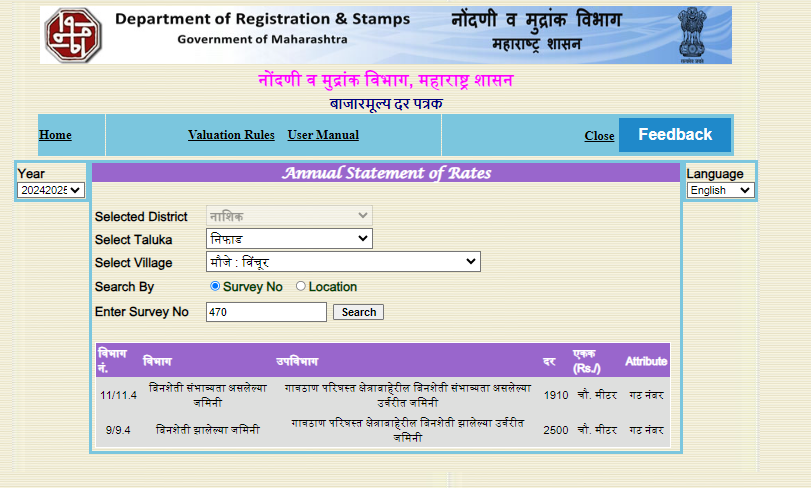 Department of Registration & Stamps
Government of Maharashtra
नोंदणी व मुद्रांक विभाग
महाराष्ट्र शासन
नोंदणी व मुद्रांक विभाग, महाराष्ट्र शासन
बाजारमूल्य दर पत्रक
Home Valuation Rules User Manual Close Feedback
Year
20242025
Annual Statement of Rates
Language
English
Selected District नाशिक
Select Taluka निफाड
Select Village मौजे : विंचूर
Search By Survey No Location
Enter Survey No 470 Search
विभाग नं. विभाग उपविभाग दर एकक (Rs./) Attribute
11/11.4 बिनशेती संभाव्यता असलेल्या जमिनी गावठाण परिघस्त क्षेत्राबाहेरील बिनशेती संभाव्यता असलेल्या उर्वरीत जमिनी 1910 चौ. मीटर गट नंबर
9/9.4 बिनशेती झालेल्या जमिनी गावठाण परिघस्त क्षेत्राबाहेरील बिनशेती झालेल्या उर्वरीत जमिनी 2500 चौ. मीटर गट नंबर